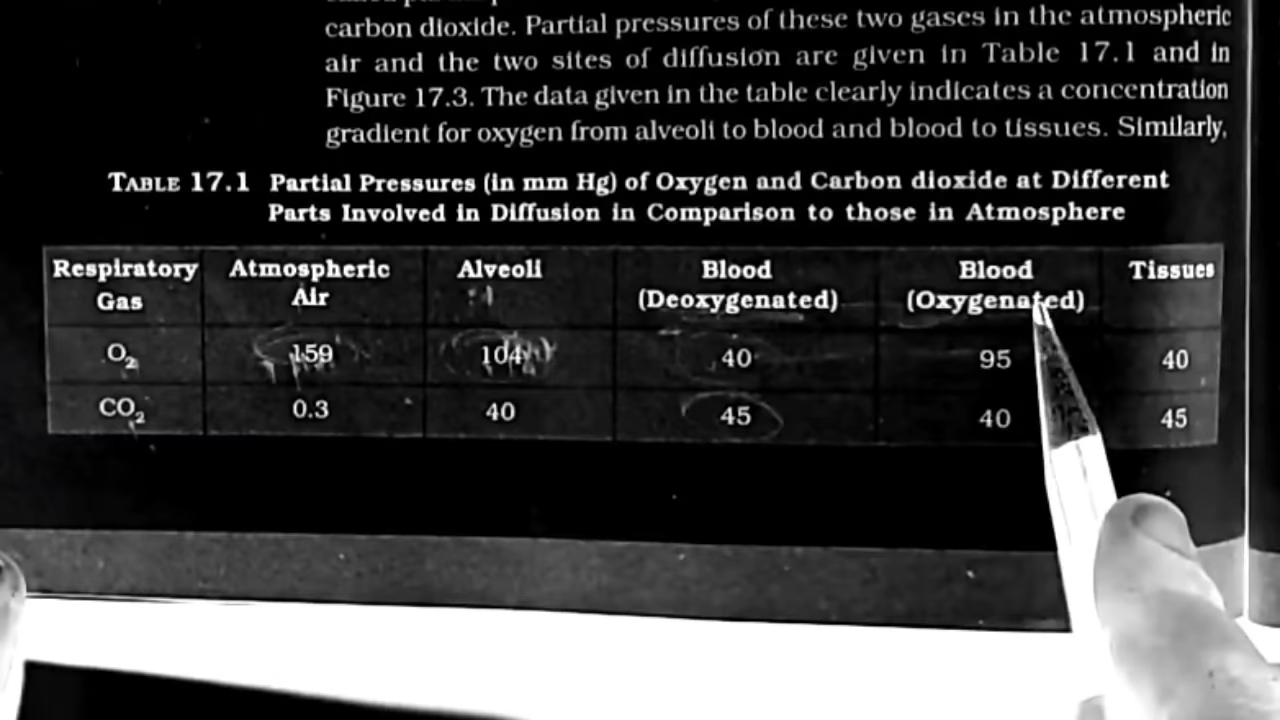 carbon dioxide. Partial pressures of these two gases in the atmospheric
air and the two sites of diffusion are given in Table 17.1 and in
Figure 17.3. The data given in the table clearly indicates a concentration
gradient for oxygen from alveoli to blood and blood to tissues. Similarly,
TABLE 17.1 Partial Pressures (in mm Hg) of Oxygen and Carbon dioxide at Different
Parts Involved in Diffusion in Comparison to those in Atmosphere
Respiratory Gas Atmospheric Air Alveoli Blood (Deoxygenated) Blood (Oxygenated) Tissues
O2 159 104 40 95 40
CO2 0.3 40 45 40 45